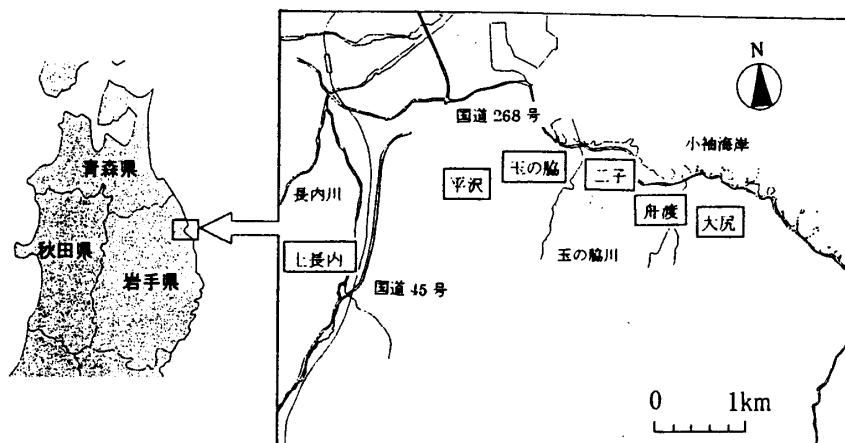 青森県
秋田県
岩手県
N
国道 268 号
小袖海岸
長内川
平沢
玉の脇
二子
舟渡
大尻
上長内
玉の脇川
国道 45 号
0 1km